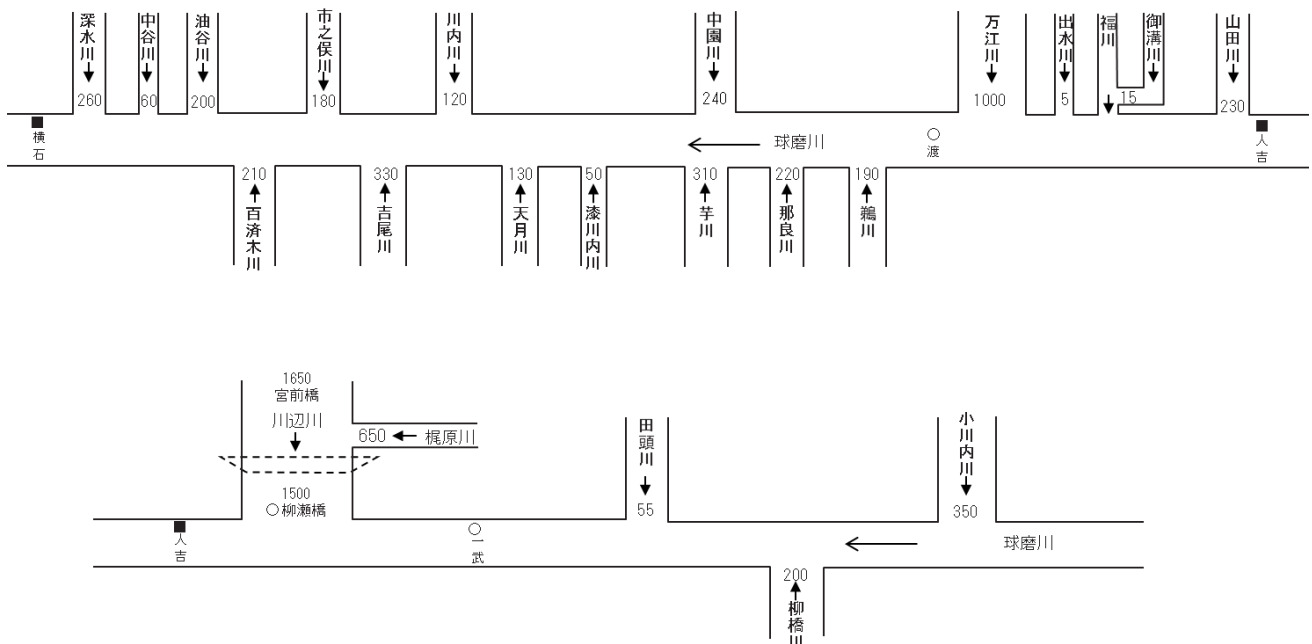 深水川
中谷川
油谷川
市之俣川
川内川
中園川
万江川
出水川
福川
御溝川
山田川
260
60
200
180
120
240
1000
5
15
230
■
横石
球磨川
○
渡
■
人吉
210
330
130
50
310
220
190
百済木川
吉尾川
天月川
漆川内川
芋川
那良川
鵜川
1650
宮前橋
川辺川
650
梶原川
1500
○柳瀬橋
田頭川
55
小川内川
350
■
人吉
○
一武
球磨川
200
柳橋川